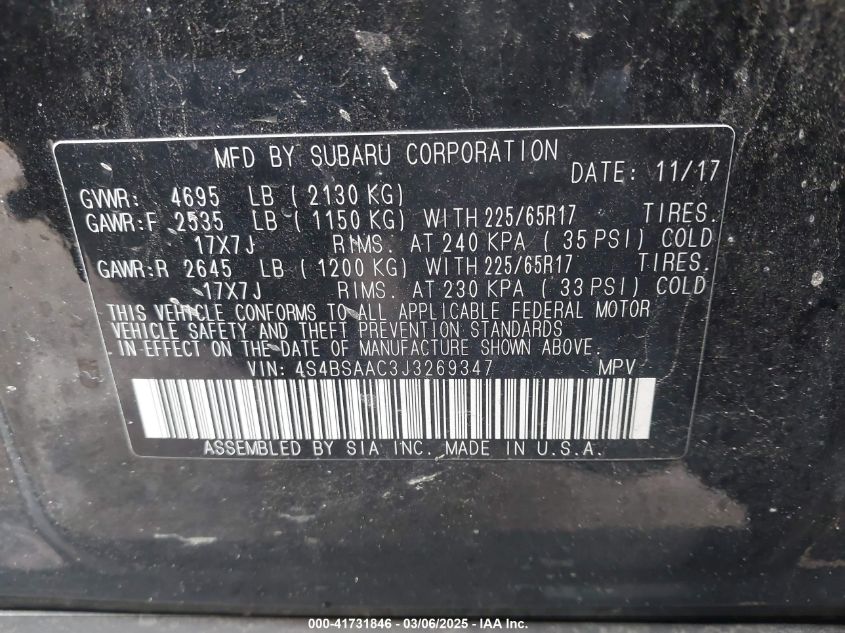 MFD BY SUBARU CORPORATION
DATE: 11/17
GVWR: 4695 LB ( 2130 KG)
GAWR:F 2535 LB ( 1150 KG) WITH 225/65R17 TIRES.
17X7J RIMS. AT 240 KPA ( 35 PSI) COLD
GAWR:R 2645 LB ( 1200 KG) WITH 225/65R17 TIRES.
17X7J RIMS. AT 230 KPA ( 33 PSI) COLD
THIS VEHICLE CONFORMS TO ALL APPLICABLE FEDERAL MOTOR
VEHICLE SAFETY AND THEFT PREVENTION STANDARDS
IN EFFECT ON THE DATE OF MANUFACTURE SHOWN ABOVE.
VIN: 4S4BSAAC3J3269347 MPV
ASSEMBLED BY SIA INC. MADE IN U.S.A.
000-41731846 - 03/06/2025 - IAA Inc.